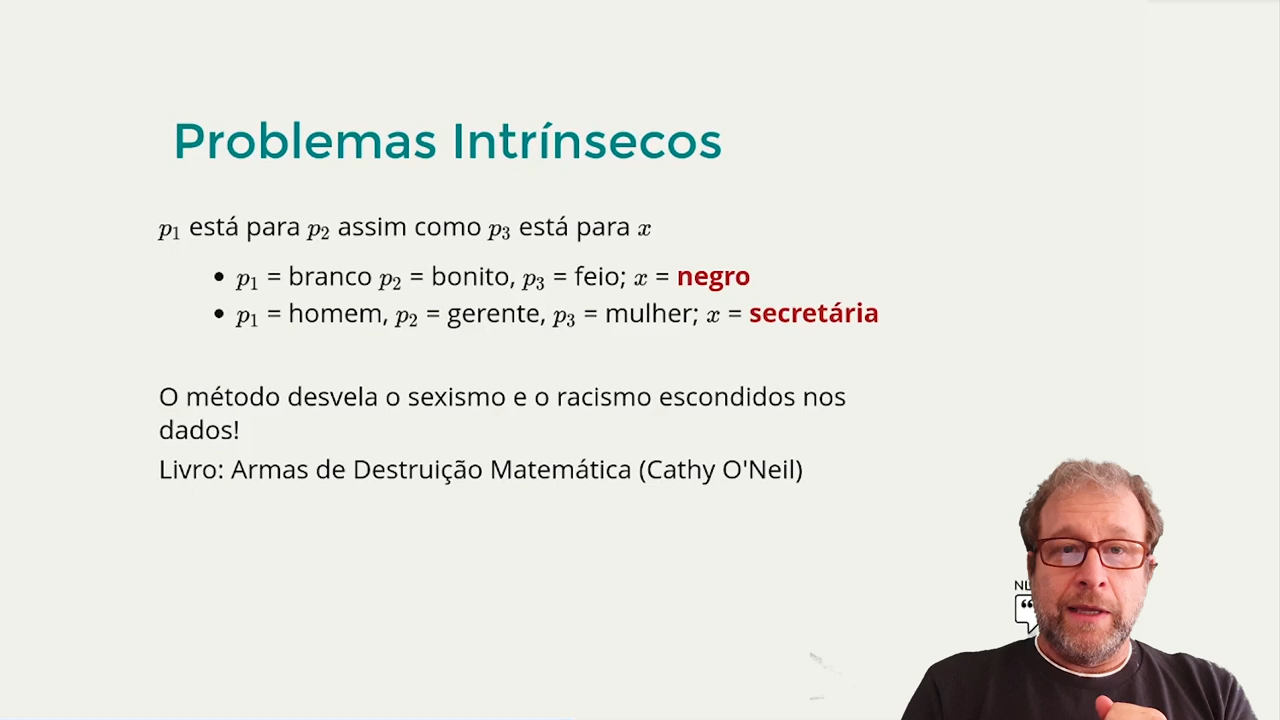 Problemas Intrínsecos
p₁ está para p₂ assim como p₃ está para x
• p₁ = branco p₂ = bonito, p₃ = feio; x = negro
• p₁ = homem, p₂ = gerente, p₃ = mulher; x = secretária
O método desvela o sexismo e o racismo escondidos nos
dados!
Livro: Armas de Destruição Matemática (Cathy O'Neil)